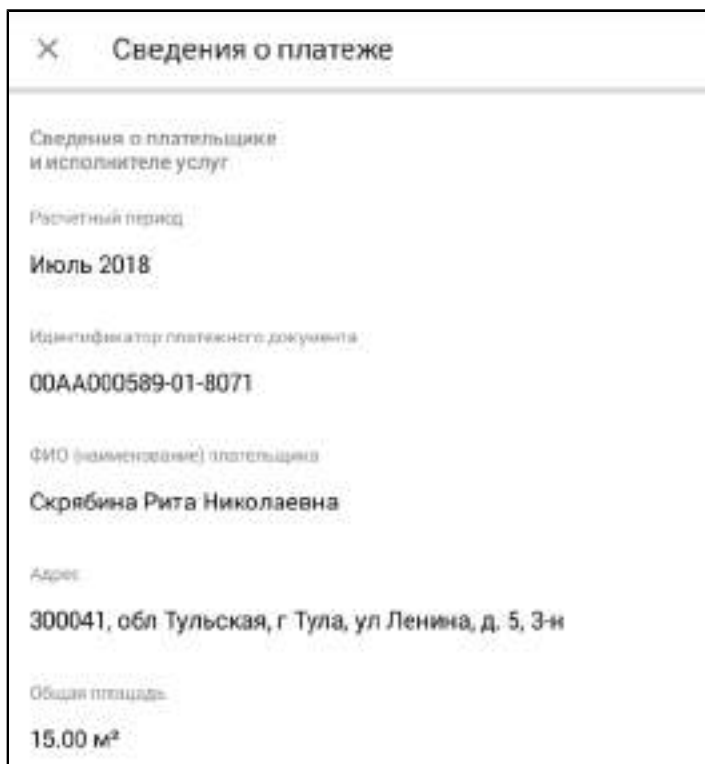 Сведения о платеже
Сведения о плательщике
и исполнителе услуг
Расчетный период
Июль 2018
Идентификатор платежного документа
00АА000589-01-8071
ФИО (наименование) плательщика
Скрябина Рита Николаевна
Адрес
300041, обл Тульская, г Тула, ул Ленина, д. 5, 3-н
Общая площадь
15.00 м²